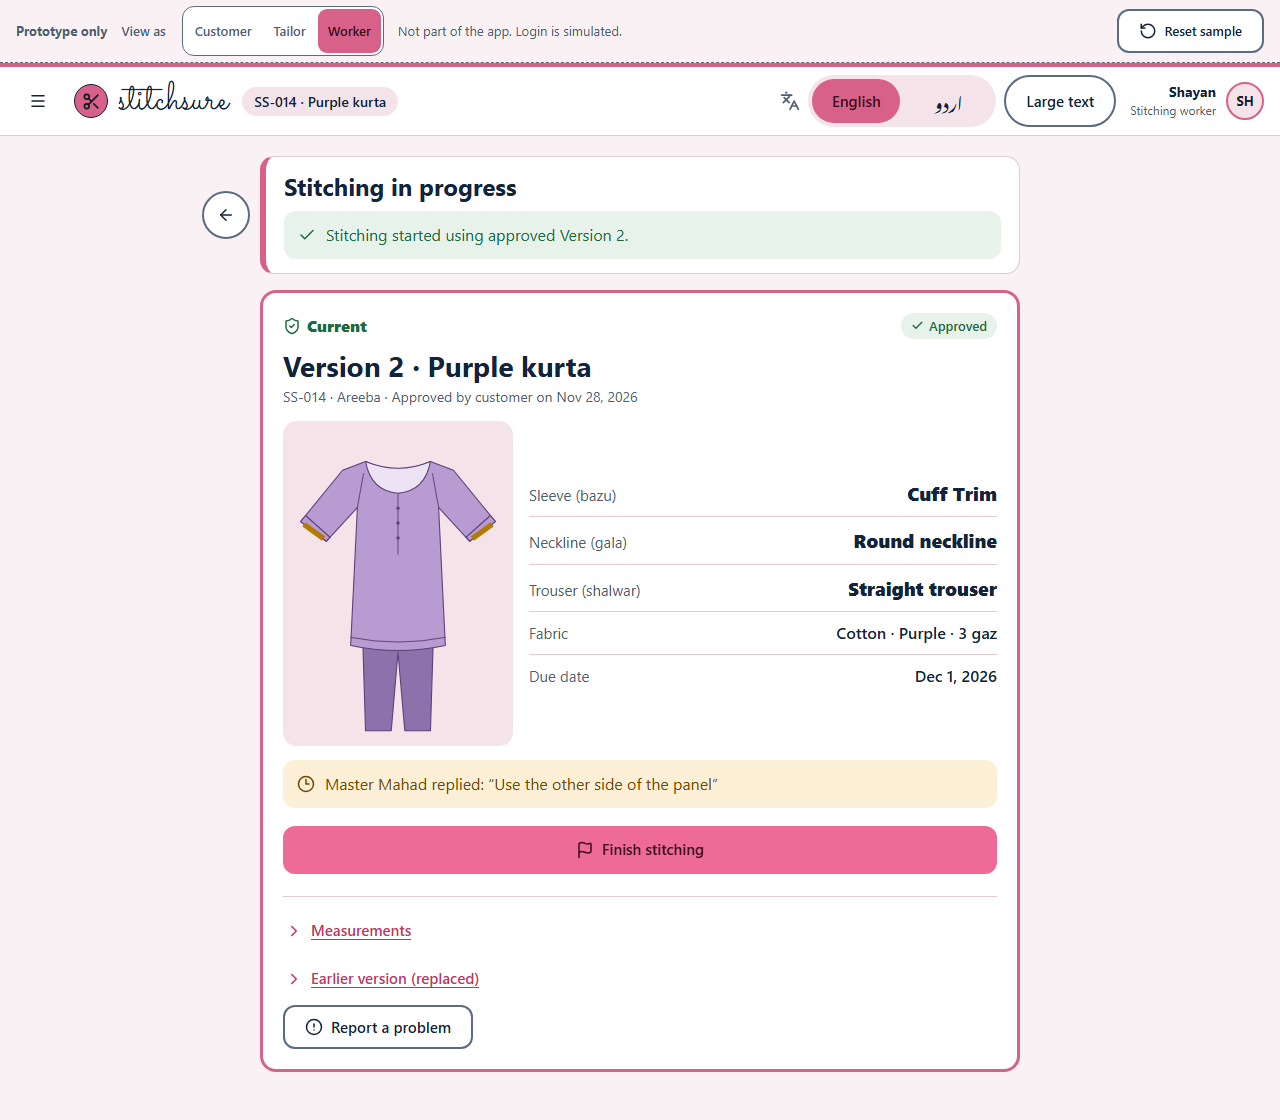 Prototype only View as Customer Tailor Worker Not part of the app. Login is simulated. Reset sample
stitchsure SS-014 · Purple kurta English اردو Large text Shayan SH
Stitching worker
Stitching in progress
Stitching started using approved Version 2.
Current Approved
Version 2 · Purple kurta
SS-014 · Areeba · Approved by customer on Nov 28, 2026
Sleeve (bazu) Cuff Trim
Neckline (gala) Round neckline
Trouser (shalwar) Straight trouser
Fabric Cotton · Purple · 3 gaz
Due date Dec 1, 2026
Master Mahad replied: “Use the other side of the panel”
Finish stitching
Measurements
Earlier version (replaced)
Report a problem